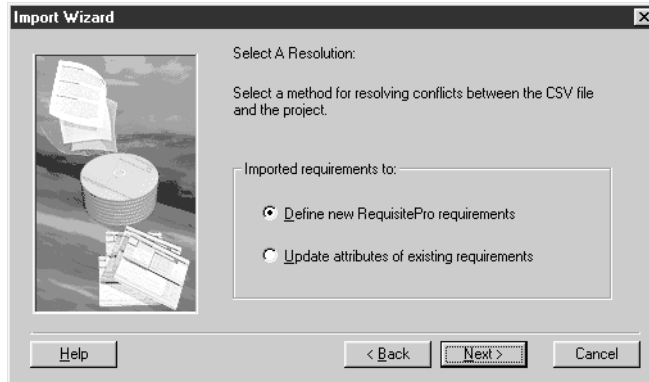 Import Wizard
Select A Resolution:
Select a method for resolving conflicts between the CSV file
and the project.
Imported requirements to:
Define new RequisitePro requirements
Update attributes of existing requirements
Help
< Back
Next >
Cancel